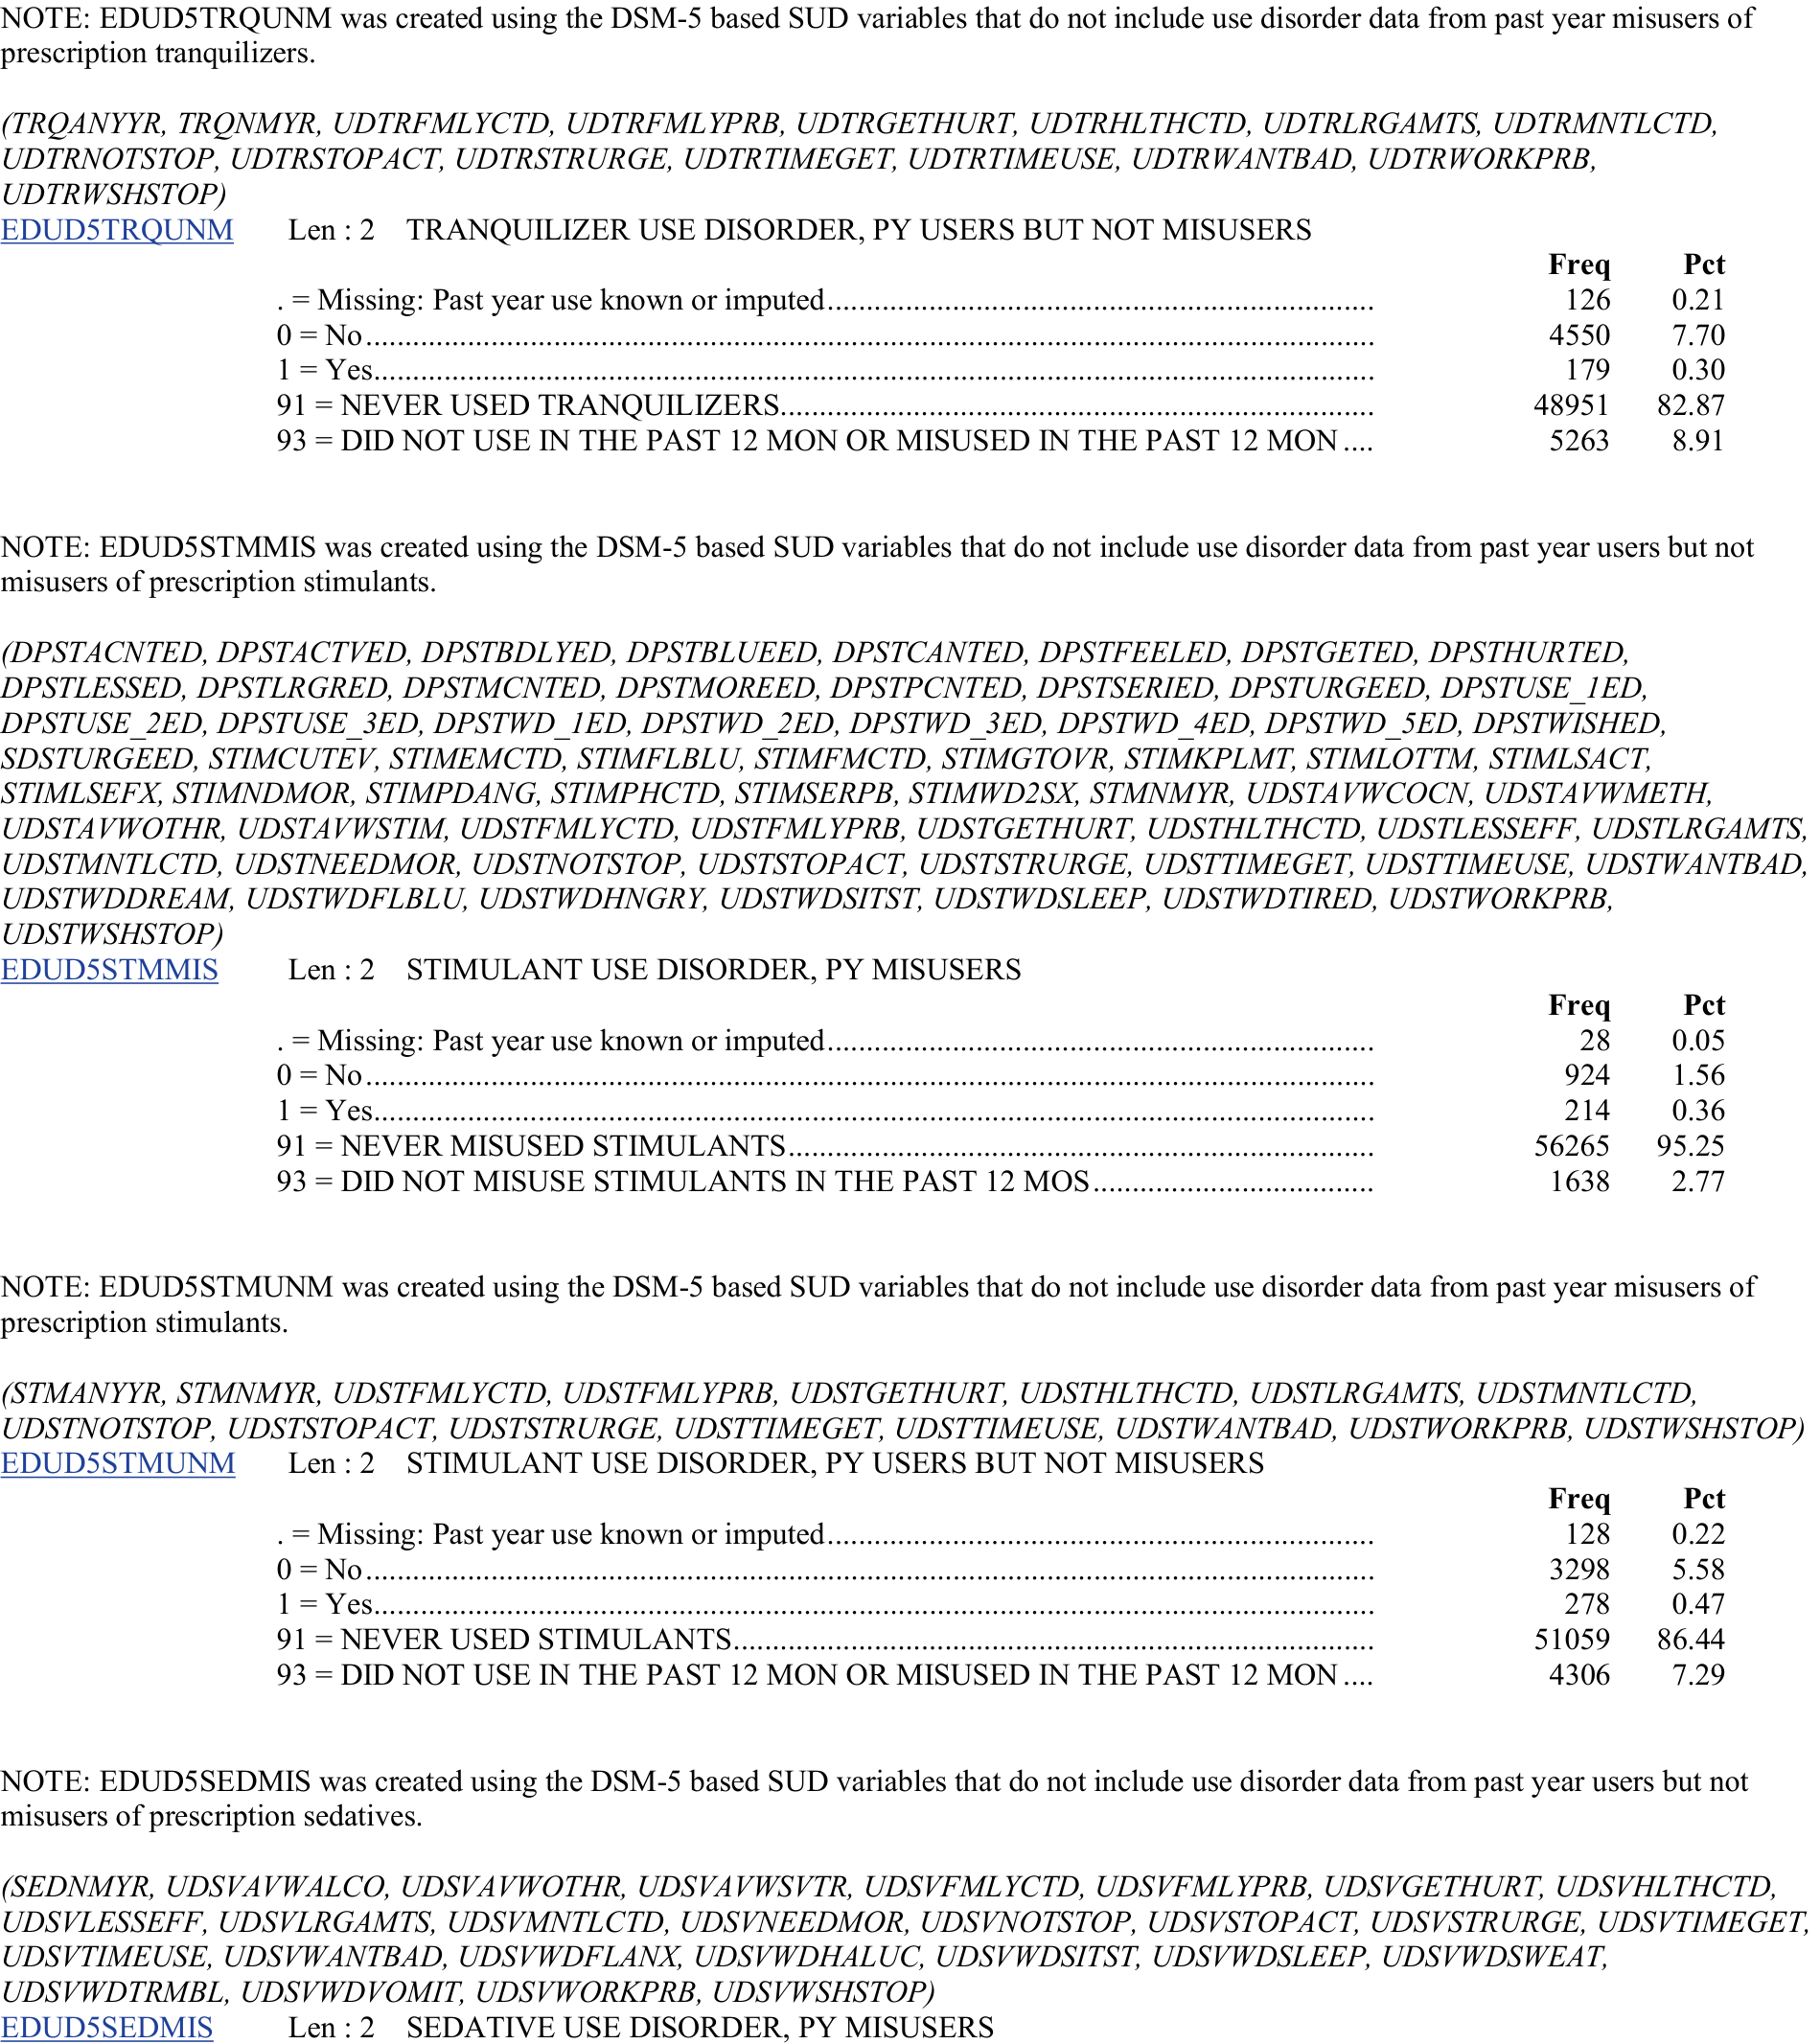 NOTE: EDUD5TRQUNM was created using the DSM-5 based SUD variables that do not include use disorder data from past year misusers of
prescription tranquilizers.
(TRQANYYR, TRQNMYR, UDTRFMLYCTD, UDTRFMLYPRB, UDTRGETHURT, UDTRHLTHCTD, UDTRLRGAMTS, UDTRMNTLCTD,
UDTRNOTSTOP, UDTRSTOPACT, UDTRSTRURGE, UDTRTIMEGET, UDTRTIMEUSE, UDTRWANTBAD, UDTRWORKPRB,
UDTRWSHSTOP)
EDUD5TRQUNM Len : 2 TRANQUILIZER USE DISORDER, PY USERS BUT NOT MISUSERS
Freq Pct
. = Missing: Past year use known or imputed.................................................................... 126 0.21
0 = No............................................................................................................................. 4550 7.70
1 = Yes............................................................................................................................ 179 0.30
91 = NEVER USED TRANQUILIZERS.......................................................................... 48951 82.87
93 = DID NOT USE IN THE PAST 12 MON OR MISUSED IN THE PAST 12 MON .... 5263 8.91
NOTE: EDUD5STMMIS was created using the DSM-5 based SUD variables that do not include use disorder data from past year users but not
misusers of prescription stimulants.
(DPSTACNTED, DPSTACTVED, DPSTBDLYED, DPSTBLUEED, DPSTCANTED, DPSTFEELED, DPSTGETED, DPSTHURTED,
DPSTLESSED, DPSTLRGRED, DPSTMCNTED, DPSTMOREED, DPSTPCNTED, DPSTSERIED, DPSTURGEED, DPSTUSE_1ED,
DPSTUSE_2ED, DPSTUSE_3ED, DPSTWD_1ED, DPSTWD_2ED, DPSTWD_3ED, DPSTWD_4ED, DPSTWD_5ED, DPSTWISHED,
SDSTURGEED, STIMCUTEV, STIMEMCTD, STIMFLBLU, STIMFMCTD, STIMGTOVR, STIMKPLMT, STIMLOTTM, STIMLSACT,
STIMLSEFX, STIMNDMOR, STIMPDANG, STIMPHCTD, STIMSERPB, STIMWD2SX, STMNMYR, UDSTAVWCOCN, UDSTAVWMETH,
UDSTAVWOTHR, UDSTAVWSTIM, UDSTFMLYCTD, UDSTFMLYPRB, UDSTGETHURT, UDSTHLTHCTD, UDSTLESSEFF, UDSTLRGAMTS,
UDSTMNTLCTD, UDSTNEEDMOR, UDSTNOTSTOP, UDSTSTOPACT, UDSTSTRURGE, UDSTTIMEGET, UDSTTIMEUSE, UDSTWANTBAD,
UDSTWDDREAM, UDSTWDFLBLU, UDSTWDHNGRY, UDSTWDSITST, UDSTWDSLEEP, UDSTWDTIRED, UDSTWORKPRB,
UDSTWSHSTOP)
EDUD5STMMIS Len : 2 STIMULANT USE DISORDER, PY MISUSERS
Freq Pct
. = Missing: Past year use known or imputed.................................................................... 28 0.05
0 = No............................................................................................................................. 924 1.56
1 = Yes............................................................................................................................ 214 0.36
91 = NEVER MISUSED STIMULANTS......................................................................... 56265 95.25
93 = DID NOT MISUSE STIMULANTS IN THE PAST 12 MOS................................... 1638 2.77
NOTE: EDUD5STMUNM was created using the DSM-5 based SUD variables that do not include use disorder data from past year misusers of
prescription stimulants.
(STMANYYR, STMNMYR, UDSTFMLYCTD, UDSTFMLYPRB, UDSTGETHURT, UDSTHLTHCTD, UDSTLRGAMTS, UDSTMNTLCTD,
UDSTNOTSTOP, UDSTSTOPACT, UDSTSTRURGE, UDSTTIMEGET, UDSTTIMEUSE, UDSTWANTBAD, UDSTWORKPRB, UDSTWSHSTOP)
EDUD5STMUNM Len : 2 STIMULANT USE DISORDER, PY USERS BUT NOT MISUSERS
Freq Pct
. = Missing: Past year use known or imputed.................................................................... 128 0.22
0 = No............................................................................................................................. 3298 5.58
1 = Yes............................................................................................................................ 278 0.47
91 = NEVER USED STIMULANTS................................................................................ 51059 86.44
93 = DID NOT USE IN THE PAST 12 MON OR MISUSED IN THE PAST 12 MON .... 4306 7.29
NOTE: EDUD5SEDMIS was created using the DSM-5 based SUD variables that do not include use disorder data from past year users but not
misusers of prescription sedatives.
(SEDNMYR, UDSVAVWALCO, UDSVAVWOTHR, UDSVAVWSVTR, UDSVFMLYCTD, UDSVFMLYPRB, UDSVGETHURT, UDSVHLTHCTD,
UDSVLESSEFF, UDSVLRGAMTS, UDSVMNTLCTD, UDSVNEEDMOR, UDSVNOTSTOP, UDSVSTOPACT, UDSVSTRURGE, UDSVTIMEGET,
UDSVTIMEUSE, UDSVWANTBAD, UDSVWDFLANX, UDSVWDHALUC, UDSVWDSITST, UDSVWDSLEEP, UDSVWDSWEAT,
UDSVWDTRMBL, UDSVWDVOMIT, UDSVWORKPRB, UDSVWSHSTOP)
EDUD5SEDMIS Len : 2 SEDATIVE USE DISORDER, PY MISUSERS